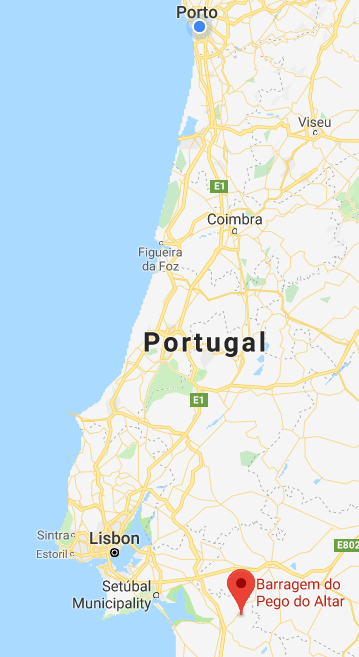 Porto
Viseu
E1
Coimbra
Figueira
da Foz
Portugal
E1
Sintra
Lisbon
E802
Estoril
Setúbal
Municipality
Barragem do
Pego do Altar